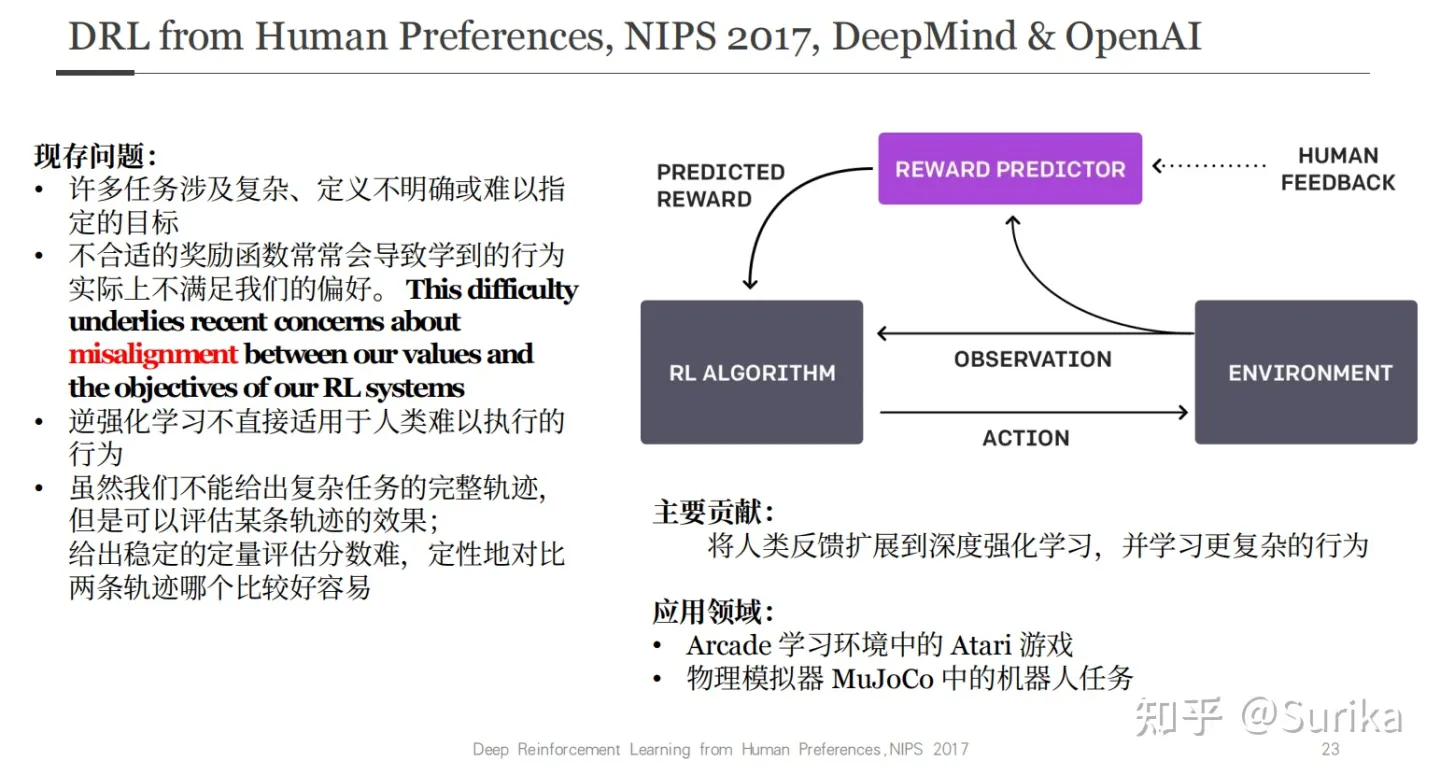 DRL from Human Preferences, NIPS 2017, DeepMind & OpenAI
现存问题：
• 许多任务涉及复杂、定义不明确或难以指
定的目标
• 不合适的奖励函数常常会导致学到的行为
实际上不满足我们的偏好。This difficulty
underlies recent concerns about
misalignment between our values and
the objectives of our RL systems
• 逆强化学习不直接适用于人类难以执行的
行为
• 虽然我们不能给出复杂任务的完整轨迹，
但是可以评估某条轨迹的效果；
给出稳定的定量评估分数难，定性地对比
两条轨迹哪个比较好容易
PREDICTED
REWARD
REWARD PREDICTOR
HUMAN
FEEDBACK
RL ALGORITHM
OBSERVATION
ACTION
ENVIRONMENT
主要贡献：
将人类反馈扩展到深度强化学习，并学习更复杂的行为
应用领域：
• Arcade 学习环境中的 Atari 游戏
• 物理模拟器 MuJoCo 中的机器人任务
知乎 @Surika
Deep Reinforcement Learning from Human Preferences,NIPS 2017
23